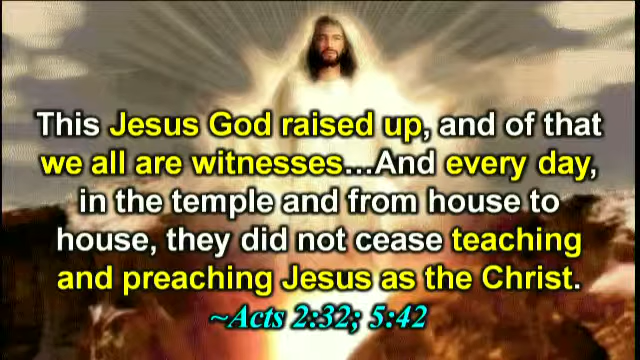 This Jesus God raised up, and of that
we all are witnesses...And every day,
in the temple and from house to
house, they did not cease teaching
and preaching Jesus as the Christ.
~Acts 2:32; 5:42